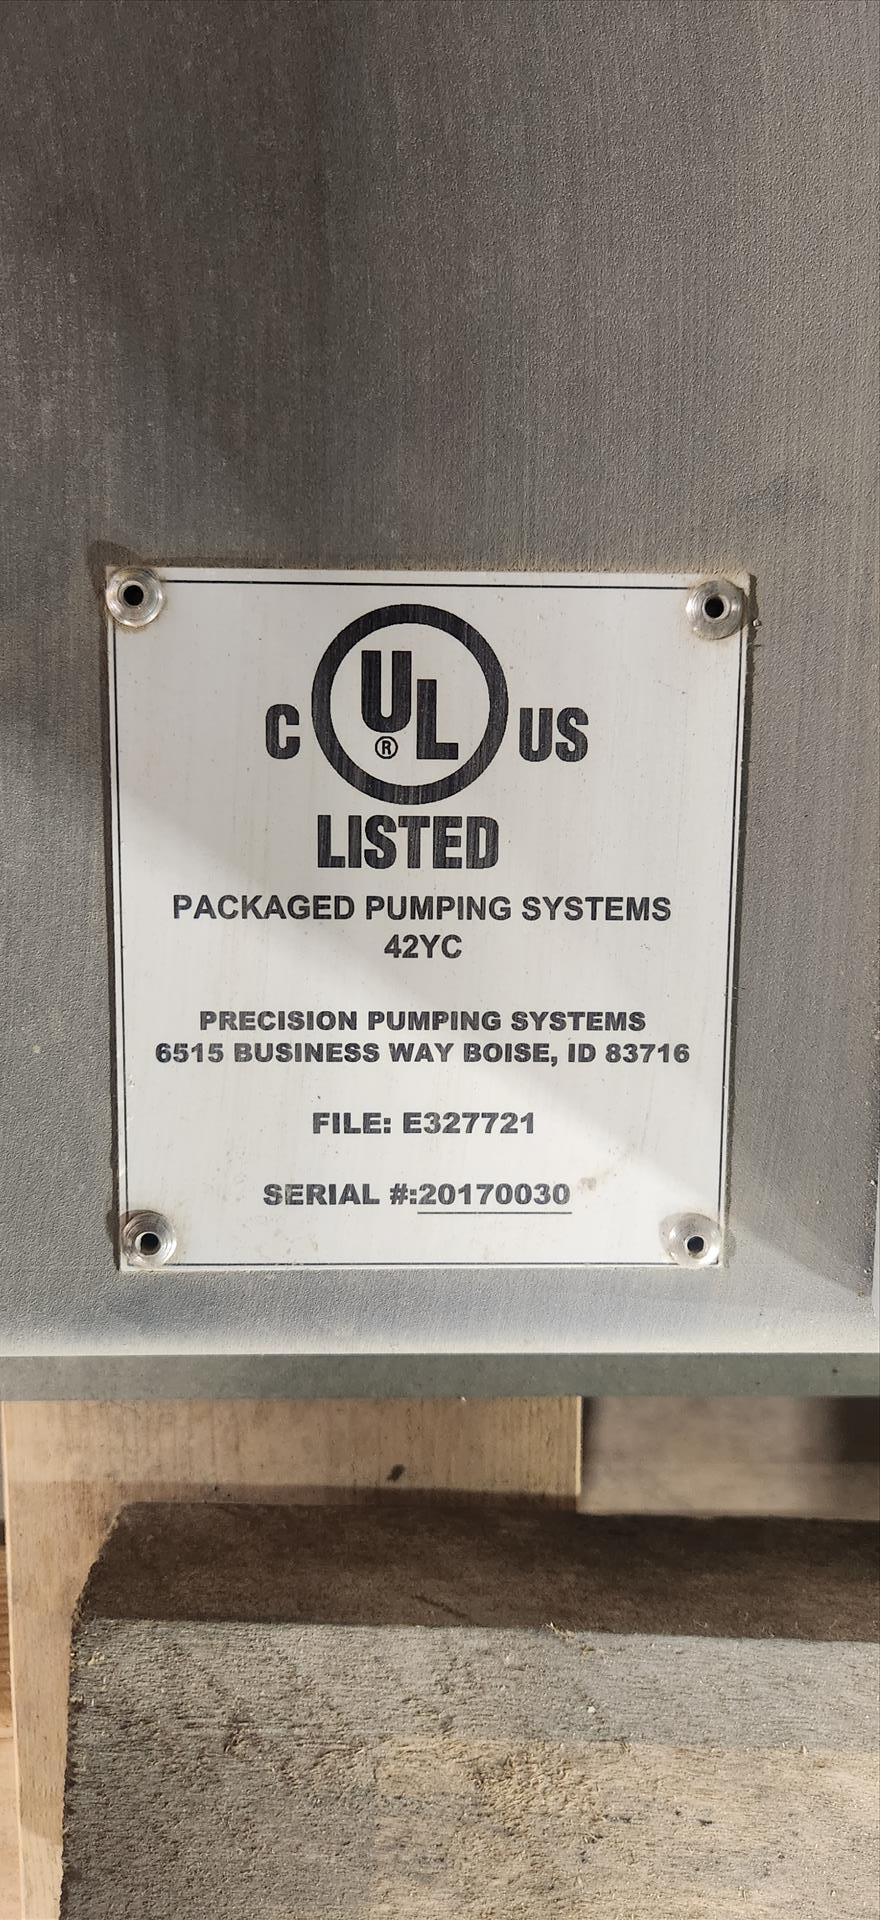 C UL® US
LISTED
PACKAGED PUMPING SYSTEMS
42YC
PRECISION PUMPING SYSTEMS
6515 BUSINESS WAY BOISE, ID 83716
FILE: E327721
SERIAL #:20170030